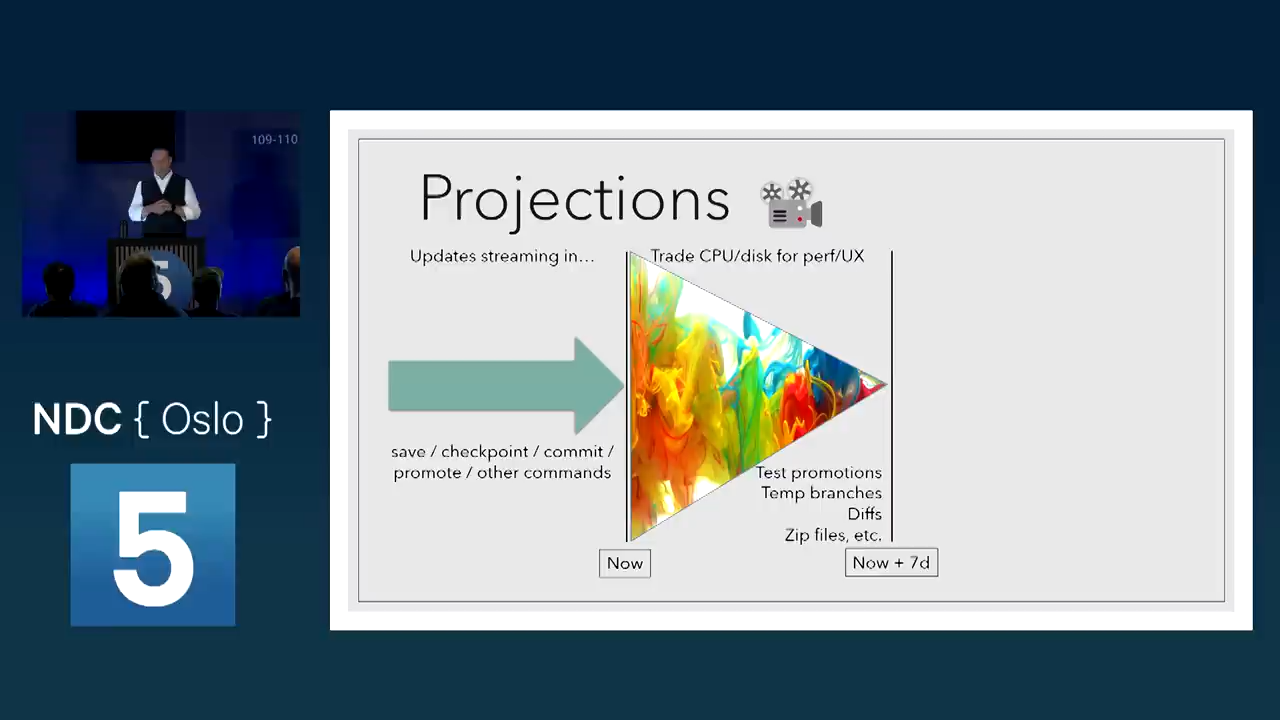 109-110
5
NDC { Oslo }
5
Projections
Updates streaming in...
Trade CPU/disk for perf/UX
save / checkpoint / commit /
promote / other commands
Test promotions
Temp branches
Diffs
Zip files, etc.
Now
Now + 7d